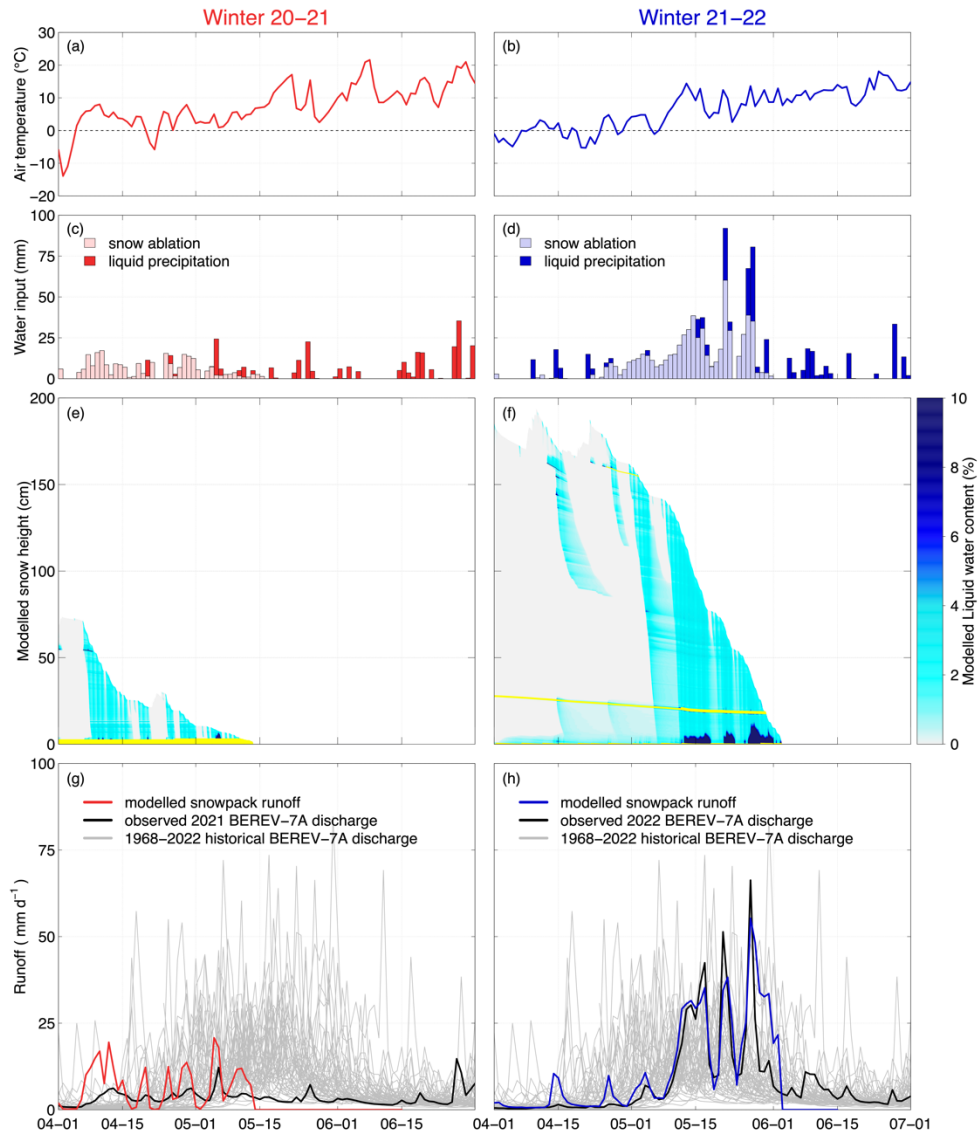 Winter 20−21
Winter 21−22
(a)
(b)
Air temperature (°C)
30
20
10
0
−10
−20
04−01
04−15
05−01
05−15
06−01
06−15
04−01
04−15
05−01
05−15
06−01
06−15
07−01
(c)
snow ablation
liquid precipitation
(d)
snow ablation
liquid precipitation
Water input (mm)
100
75
50
25
0
(e)
(f)
Modelled snow height (cm)
200
150
100
50
0
10
8
6
4
2
0
Modelled Liquid water content (%)
(g)
modelled snowpack runoff
observed 2021 BEREV−7A discharge
1968−2022 historical BEREV−7A discharge
(h)
modelled snowpack runoff
observed 2022 BEREV−7A discharge
1968−2022 historical BEREV−7A discharge
Runoff ( mm d⁻¹)
100
75
50
25
0